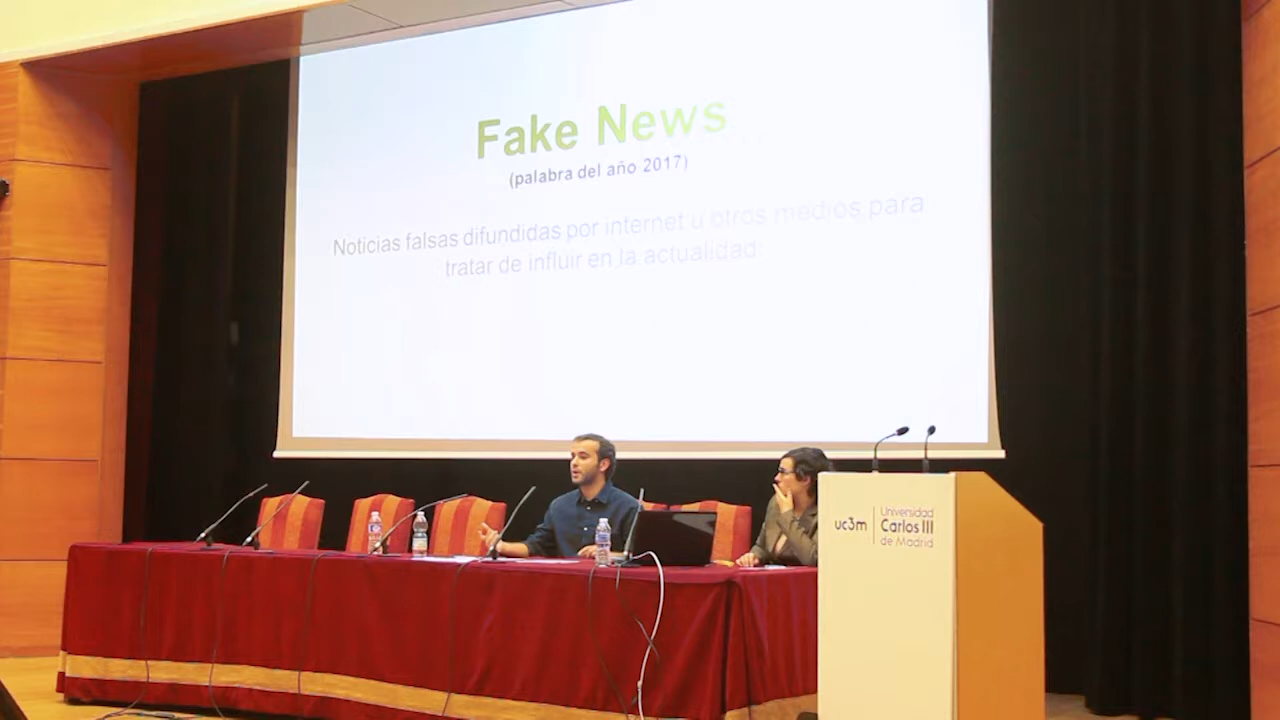 Fake News
(palabra del año 2017)
Noticias falsas difundidas por internet u otros medios para
tratar de influir en la actualidad.
uc3m
Universidad
Carlos III
de Madrid